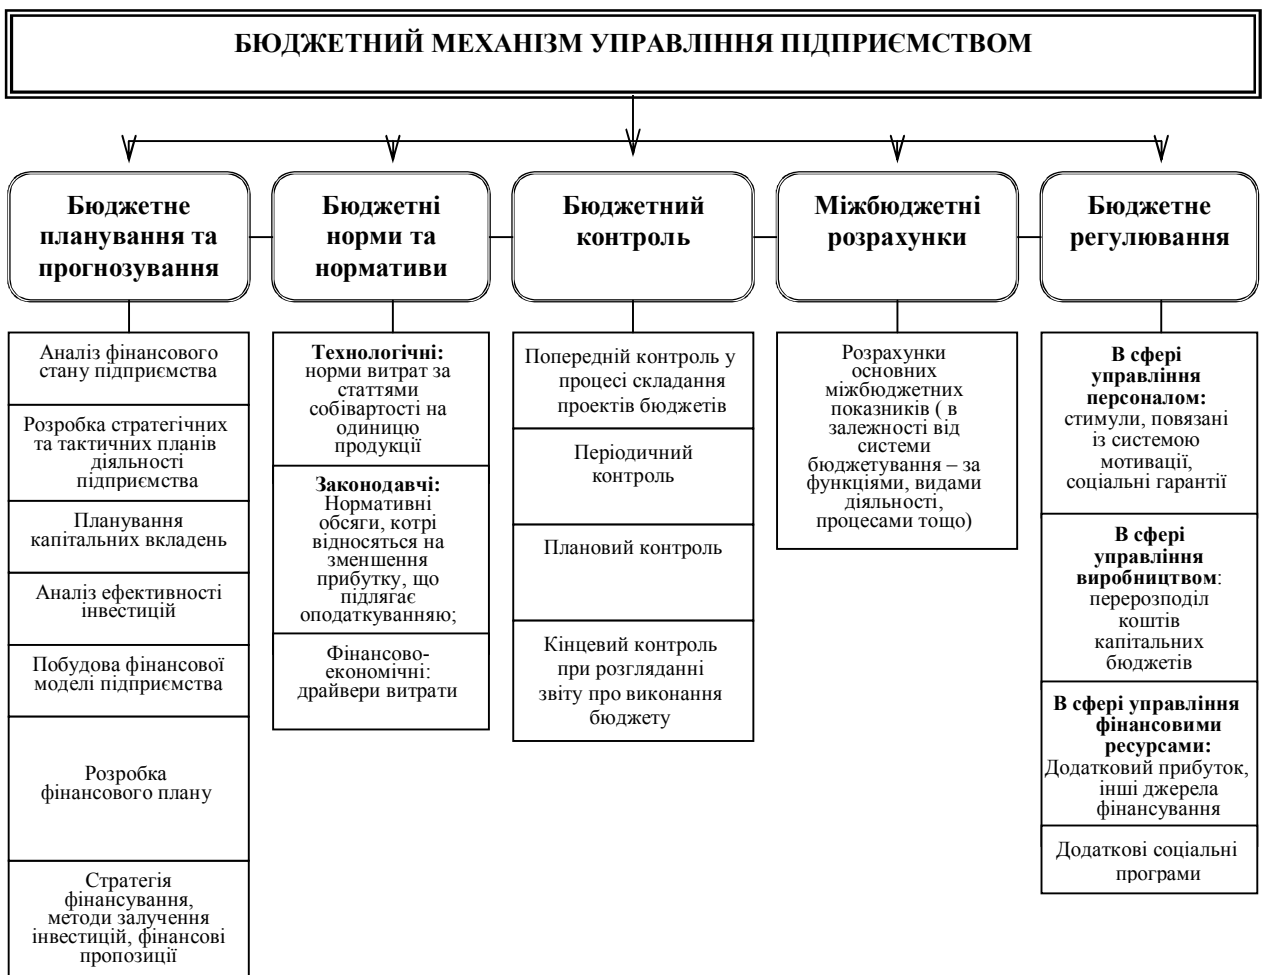 БЮДЖЕТНИЙ МЕХАНІЗМ УПРАВЛІННЯ ПІДПРИЄМСТВОМ
Бюджетне
планування та
прогнозування
Аналіз фінансового
стану підприємства
Розробка стратегічних
та тактичних планів
діяльності
підприємства
Планування
капітальних вкладень
Аналіз ефективності
інвестицій
Побудова фінансової
моделі підприємства
Розробка
фінансового плану
Стратегія
фінансування,
методи залучення
інвестицій, фінансові
пропозиції
Бюджетні
норми та
нормативи
Технологічні:
норми витрат за
статтями
собівартості на
одиницю
продукції
Законодавчі:
Нормативні
обсяги, котрі
відносяться на
зменшення
прибутку, що
підлягає
оподаткуванняю;
Фінансово-
економічні:
драйвери витрати
Бюджетний
контроль
Попередній контроль у
процесі складання
проектів бюджетів
Періодичний
контроль
Плановий контроль
Кінцевий контроль
при розгляданні
звіту про виконання
бюджету
Міжбюджетні
розрахунки
Розрахунки
основних
міжбюджетних
показників ( в
залежності від
системи
бюджетування – за
функціями, видами
діяльності,
процесами тощо)
Бюджетне
регулювання
В сфері
управління
персоналом:
стимули, повязані
із системою
мотивації,
соціальні гарантії
В сфері
управління
виробництвом:
перерозподіл
коштів
капітальних
бюджетів
В сфері управління
фінансовими
ресурсами:
Додатковий прибуток,
інші джерела
фінансування
Додаткові соціальні
програми